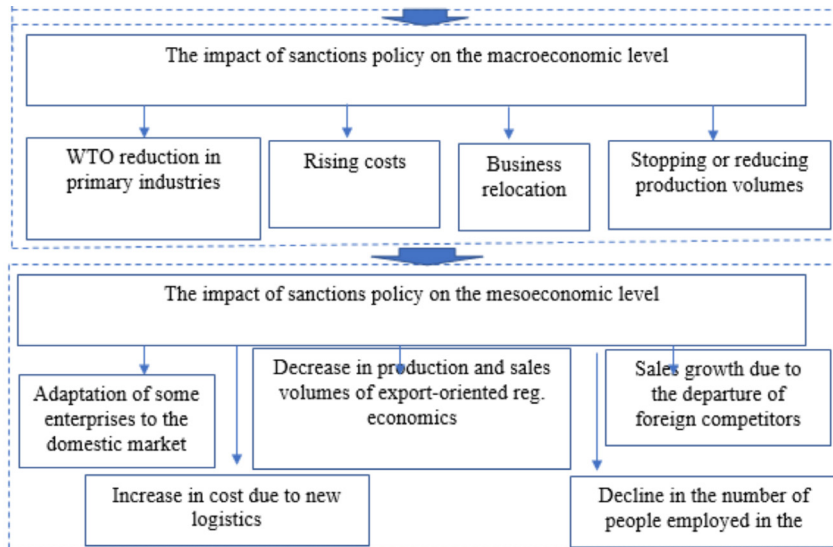 The impact of sanctions policy on the macroeconomic level
WTO reduction in
primary industries
Rising costs
Business
relocation
Stopping or reducing
production volumes
The impact of sanctions policy on the mesoeconomic level
Adaptation of some
enterprises to the
domestic market
Decrease in production and sales
volumes of export-oriented reg.
economics
Sales growth due to
the departure of
foreign competitors
Increase in cost due to new
logistics
Decline in the number of
people employed in the